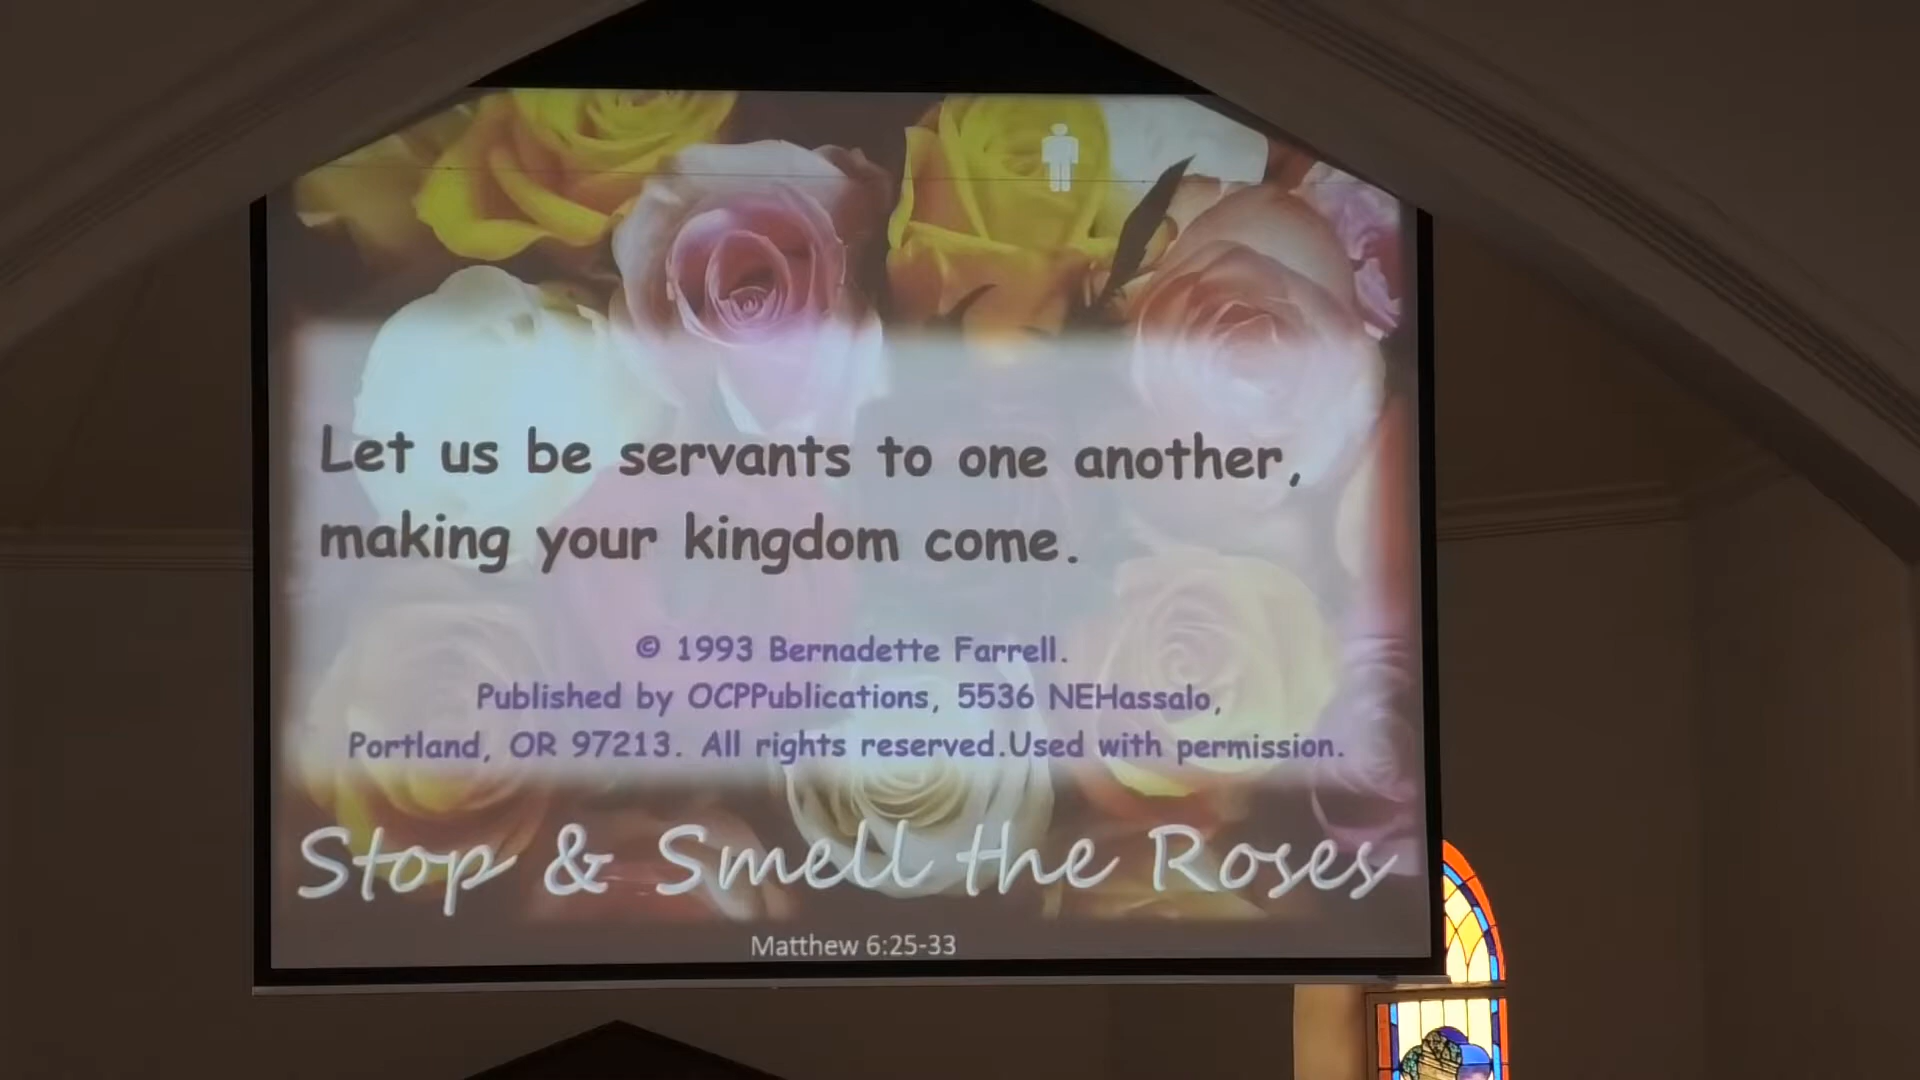 Let us be servants to one another,
making your kingdom come.
© 1993 Bernadette Farrell.
Published by OCPPublications, 5536 NEHassalo,
Portland, OR 97213. All rights reserved.Used with permission.
Stop & Smell the Roses
Matthew 6:25-33